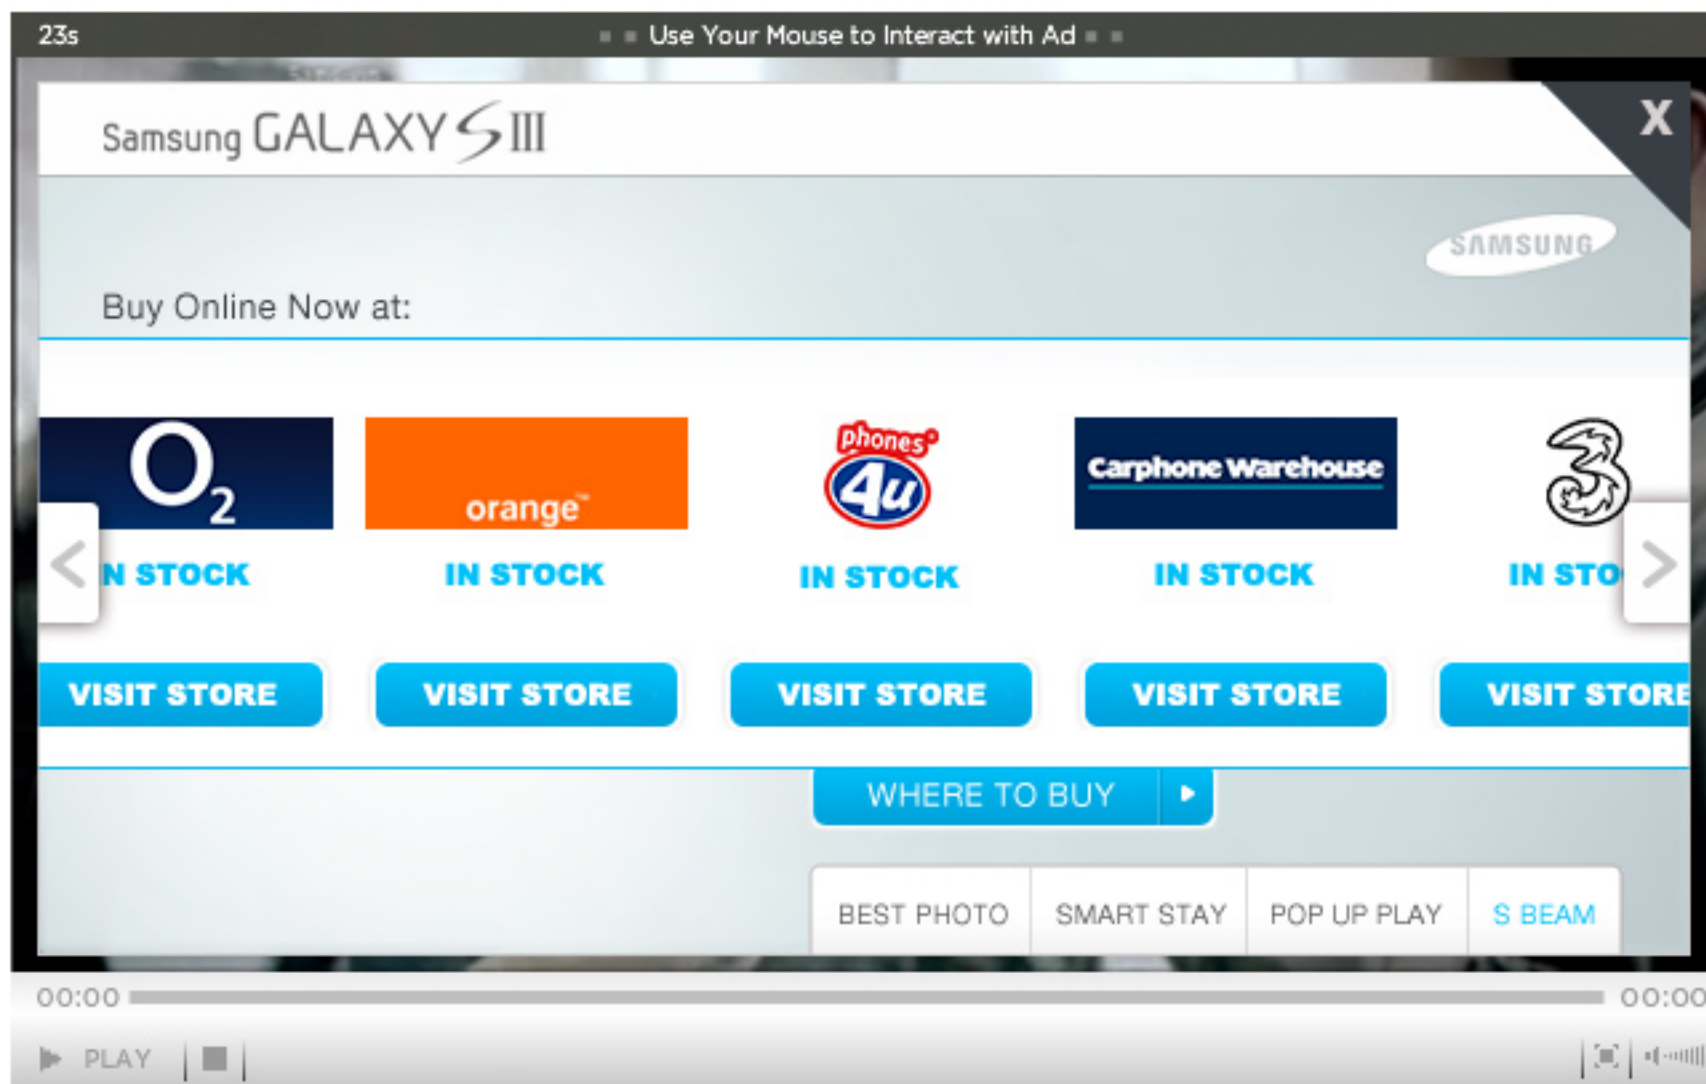 23s
Use Your Mouse to Interact with Ad
Samsung GALAXY S III
X
SAMSUNG
Buy Online Now at:
O2
orange™
phones
4u
Carphone Warehouse
3
N STOCK
IN STOCK
IN STOCK
IN STOCK
IN STO
VISIT STORE
VISIT STORE
VISIT STORE
VISIT STORE
VISIT STORE
WHERE TO BUY
BEST PHOTO
SMART STAY
POP UP PLAY
S BEAM
00:00
00:00
PLAY